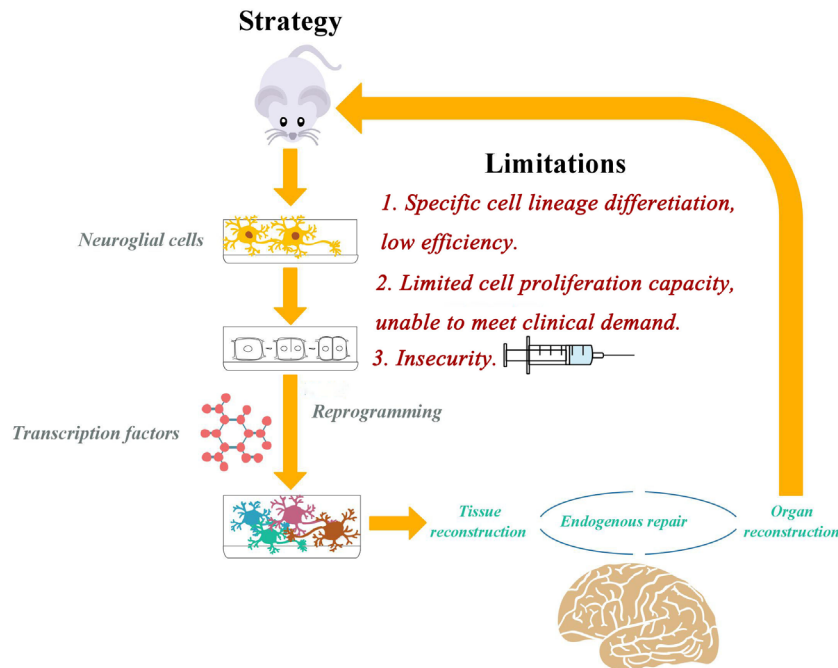 Strategy
Limitations
1. Specific cell lineage differetiation,
low efficiency.
2. Limited cell proliferation capacity,
unable to meet clinical demand.
3. Insecurity.
Neuroglial cells
Reprogramming
Transcription factors
Tissue
reconstruction
Endogenous repair
Organ
reconstruction